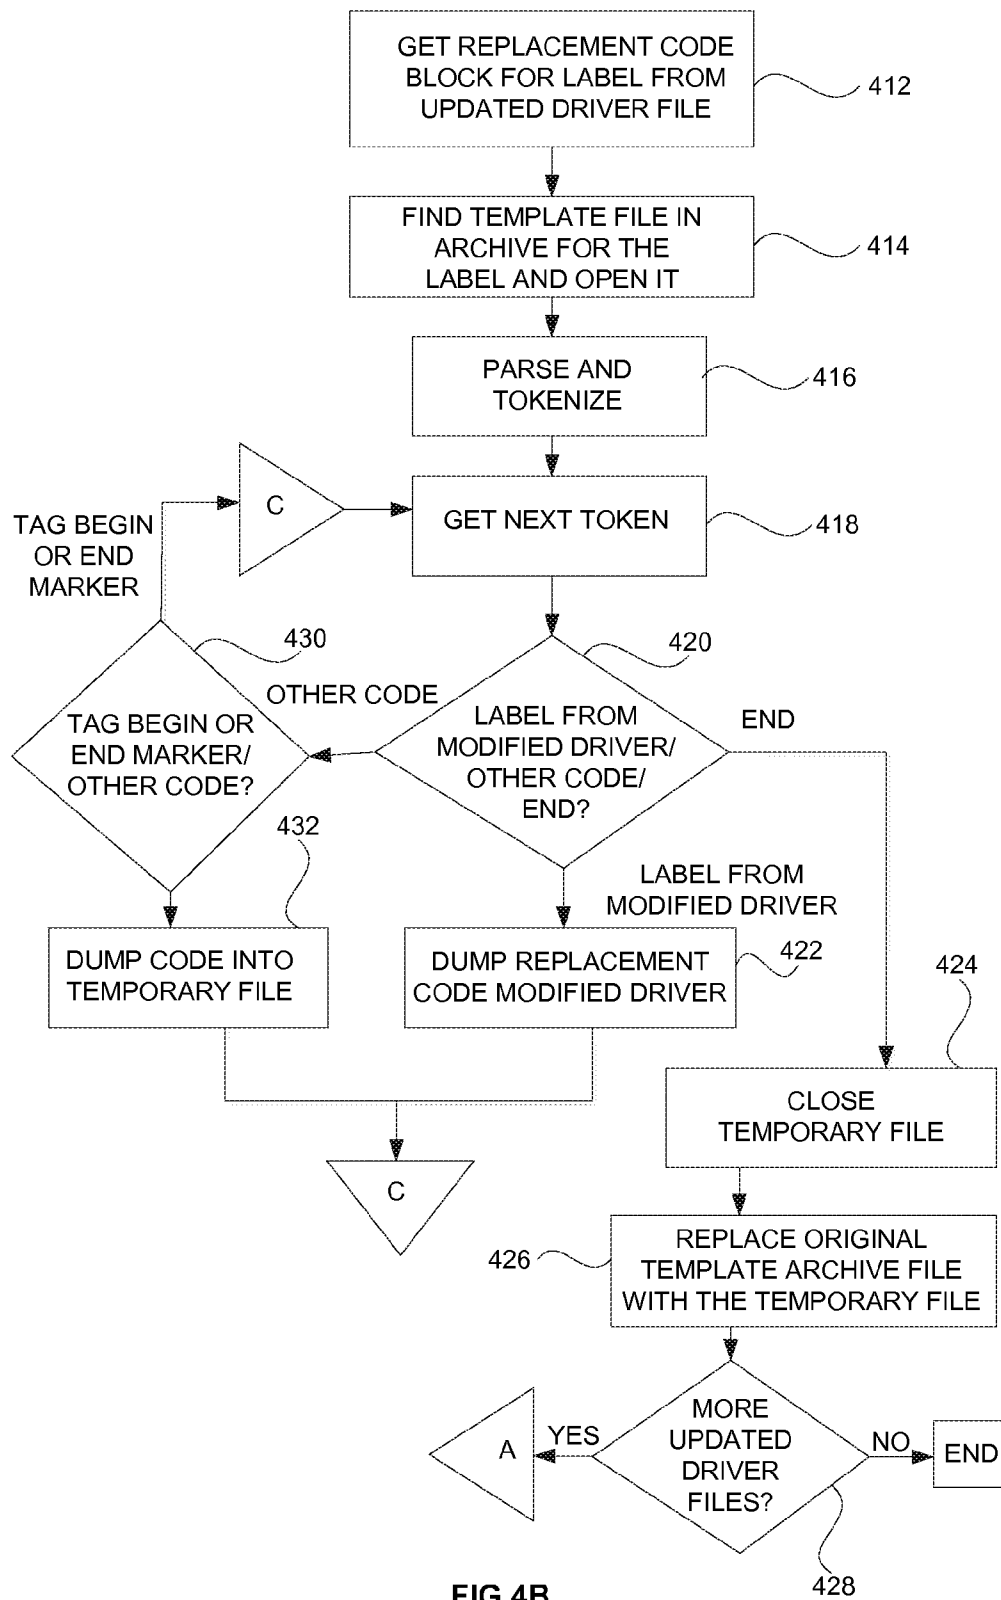 GET REPLACEMENT CODE
BLOCK FOR LABEL FROM
UPDATED DRIVER FILE
412
FIND TEMPLATE FILE IN
ARCHIVE FOR THE
LABEL AND OPEN IT
414
PARSE AND
TOKENIZE
416
C
GET NEXT TOKEN
418
TAG BEGIN
OR END
MARKER
430
420
OTHER CODE
TAG BEGIN OR
END MARKER/
OTHER CODE?
LABEL FROM
MODIFIED DRIVER/
OTHER CODE/
END?
END
432
LABEL FROM
MODIFIED DRIVER
DUMP CODE INTO
TEMPORARY FILE
DUMP REPLACEMENT
CODE MODIFIED DRIVER
422
424
CLOSE
TEMPORARY FILE
C
426
REPLACE ORIGINAL
TEMPLATE ARCHIVE FILE
WITH THE TEMPORARY FILE
A
YES
MORE
UPDATED
DRIVER
FILES?
NO
END
428
FIG.4B